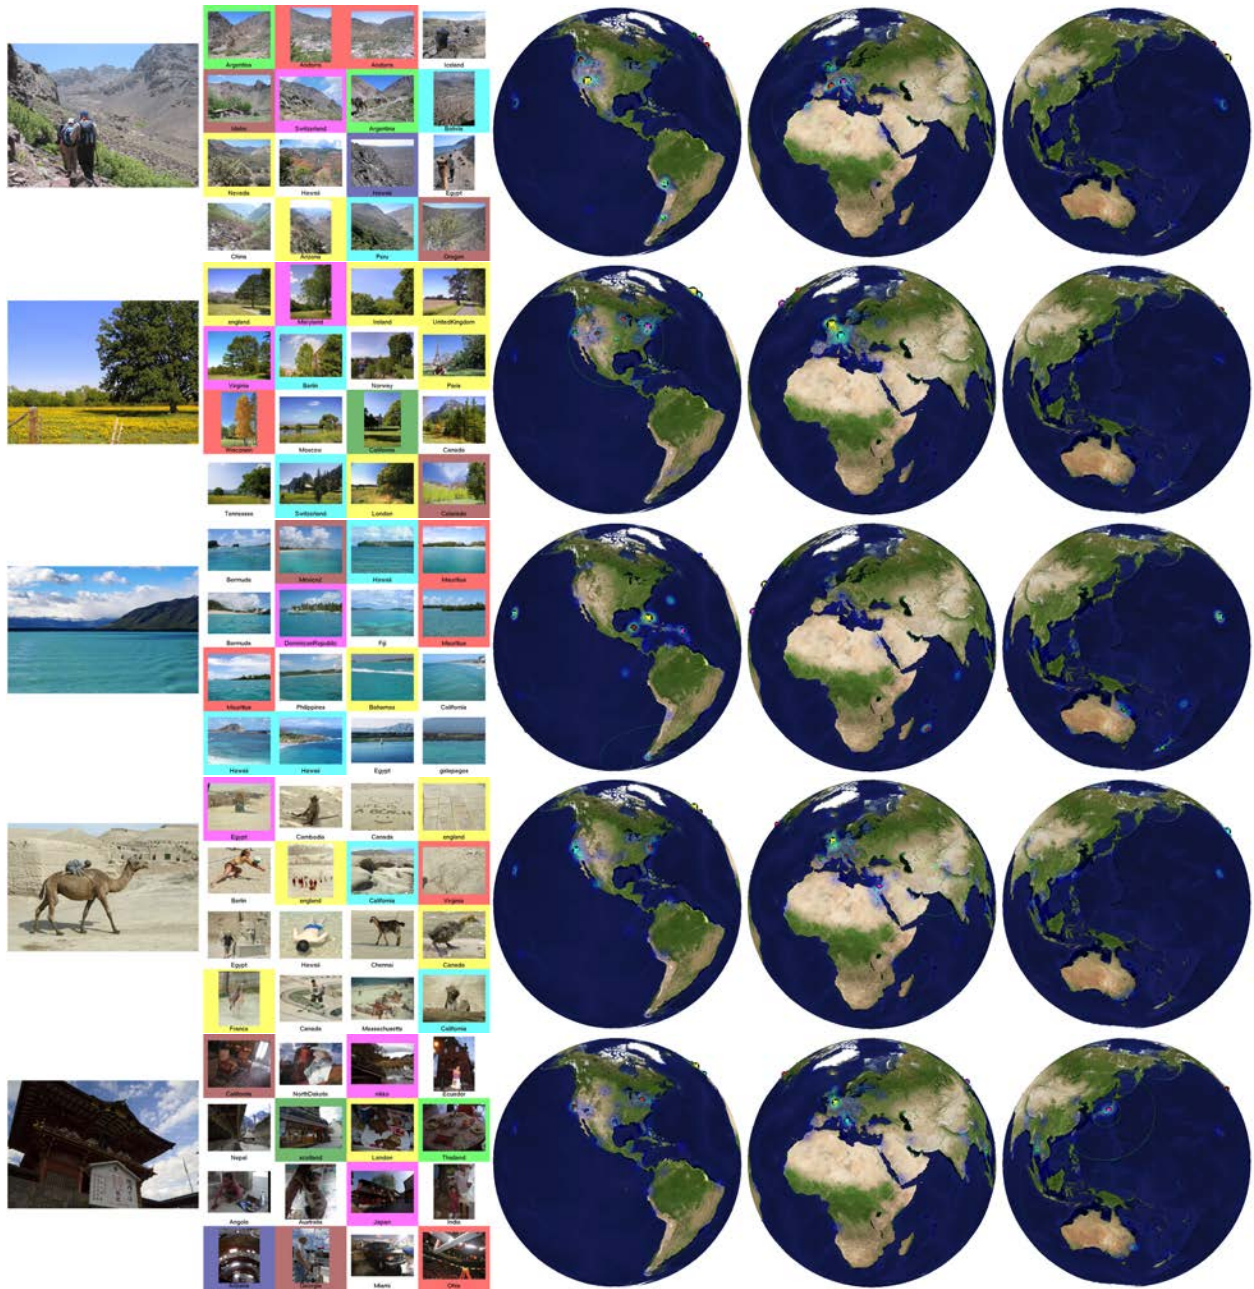 Argentina Andorra Andorra Iceland
Idaho Switzerland Argentina Bolivia
Nevada Hawaii Hawaii Egypt
China Arizona Peru Oregon
england Maryland Ireland UnitedKingdom
Virginia Berlin Norway Paris
Wisconsin Moscow California Canada
Tennessee Switzerland London Colorado
Bermuda Mexico Hawaii Mauritius
Bermuda DominicanRepublic Fiji Mauritius
Mauritius Philippines Bahamas California
Hawaii Hawaii Egypt galapagos
Egypt Cambodia Canada england
Berlin england California Virginia
Egypt Hawaii Chennai Canada
France Canada Massachusetts California
California NorthDakota nikko Ecuador
Nepal scotland London Thailand
Angola Australia Japan India
Georgia Miami Ohio